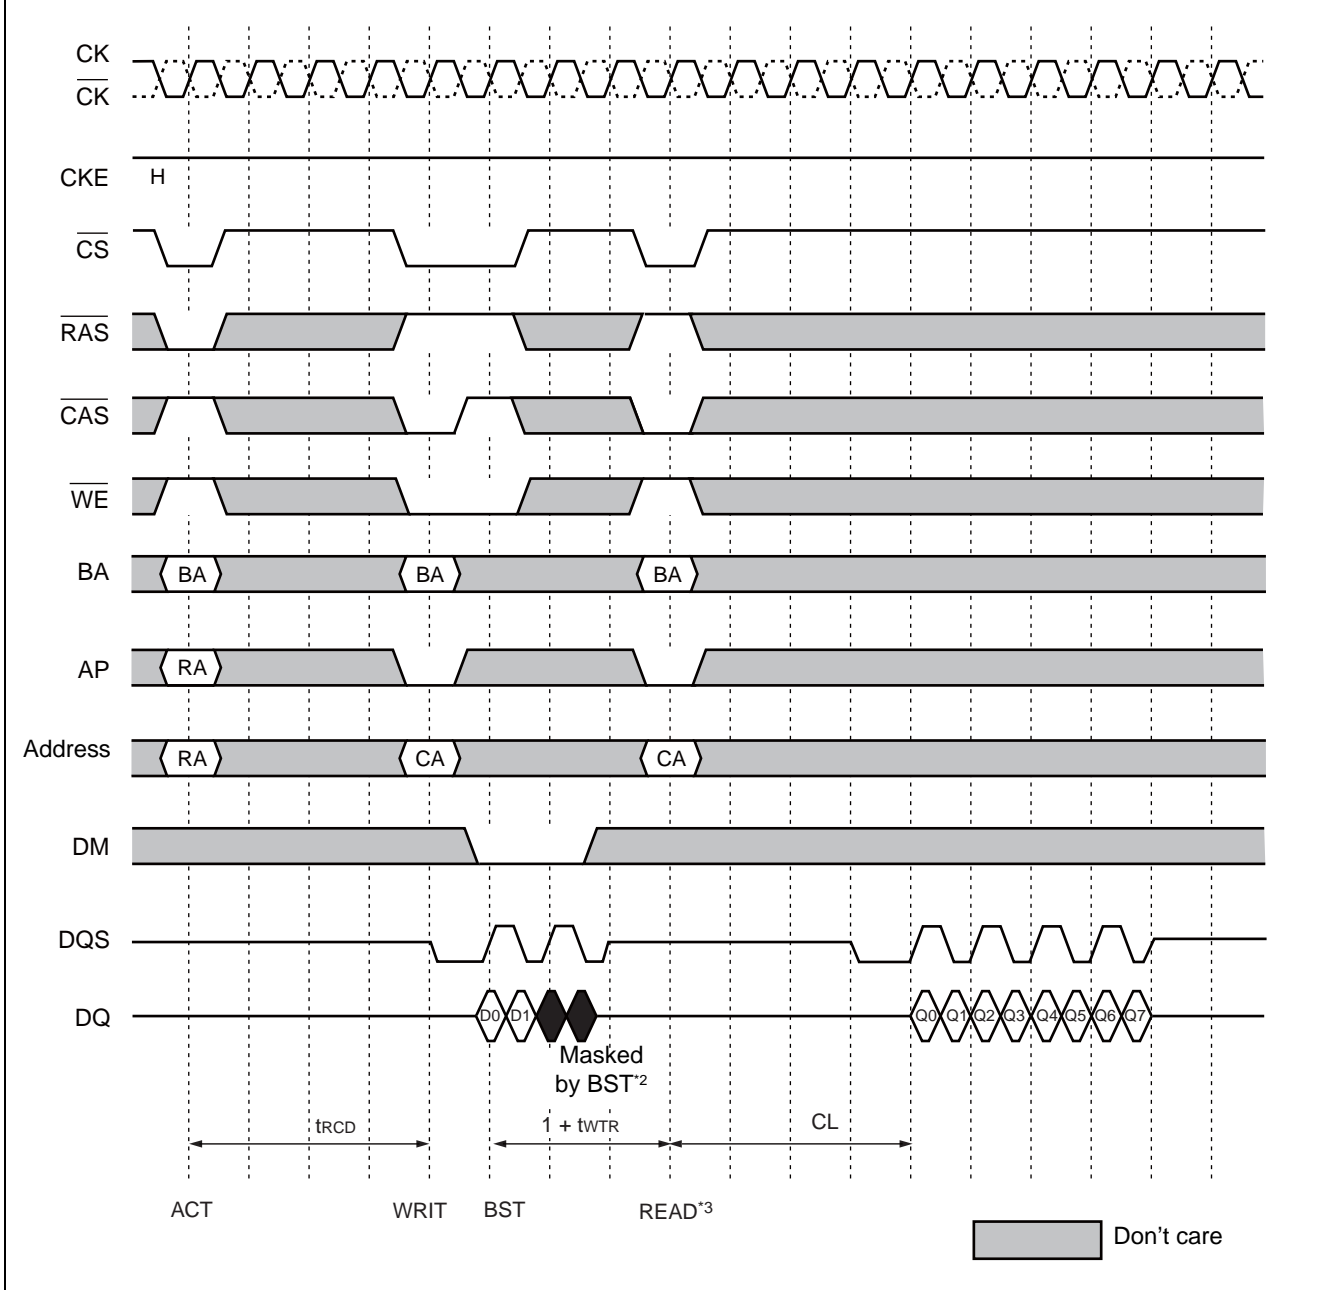 CK
CK
CKE H
CS
RAS
CAS
WE
BA BA BA BA
AP RA
Address RA CA CA
DM
DQS
DQ D0 D1 Q0 Q1 Q2 Q3 Q4 Q5 Q6 Q7
Masked
by BST*2
tRCD 1 + tWTR CL
ACT WRIT BST READ*3
Don't care